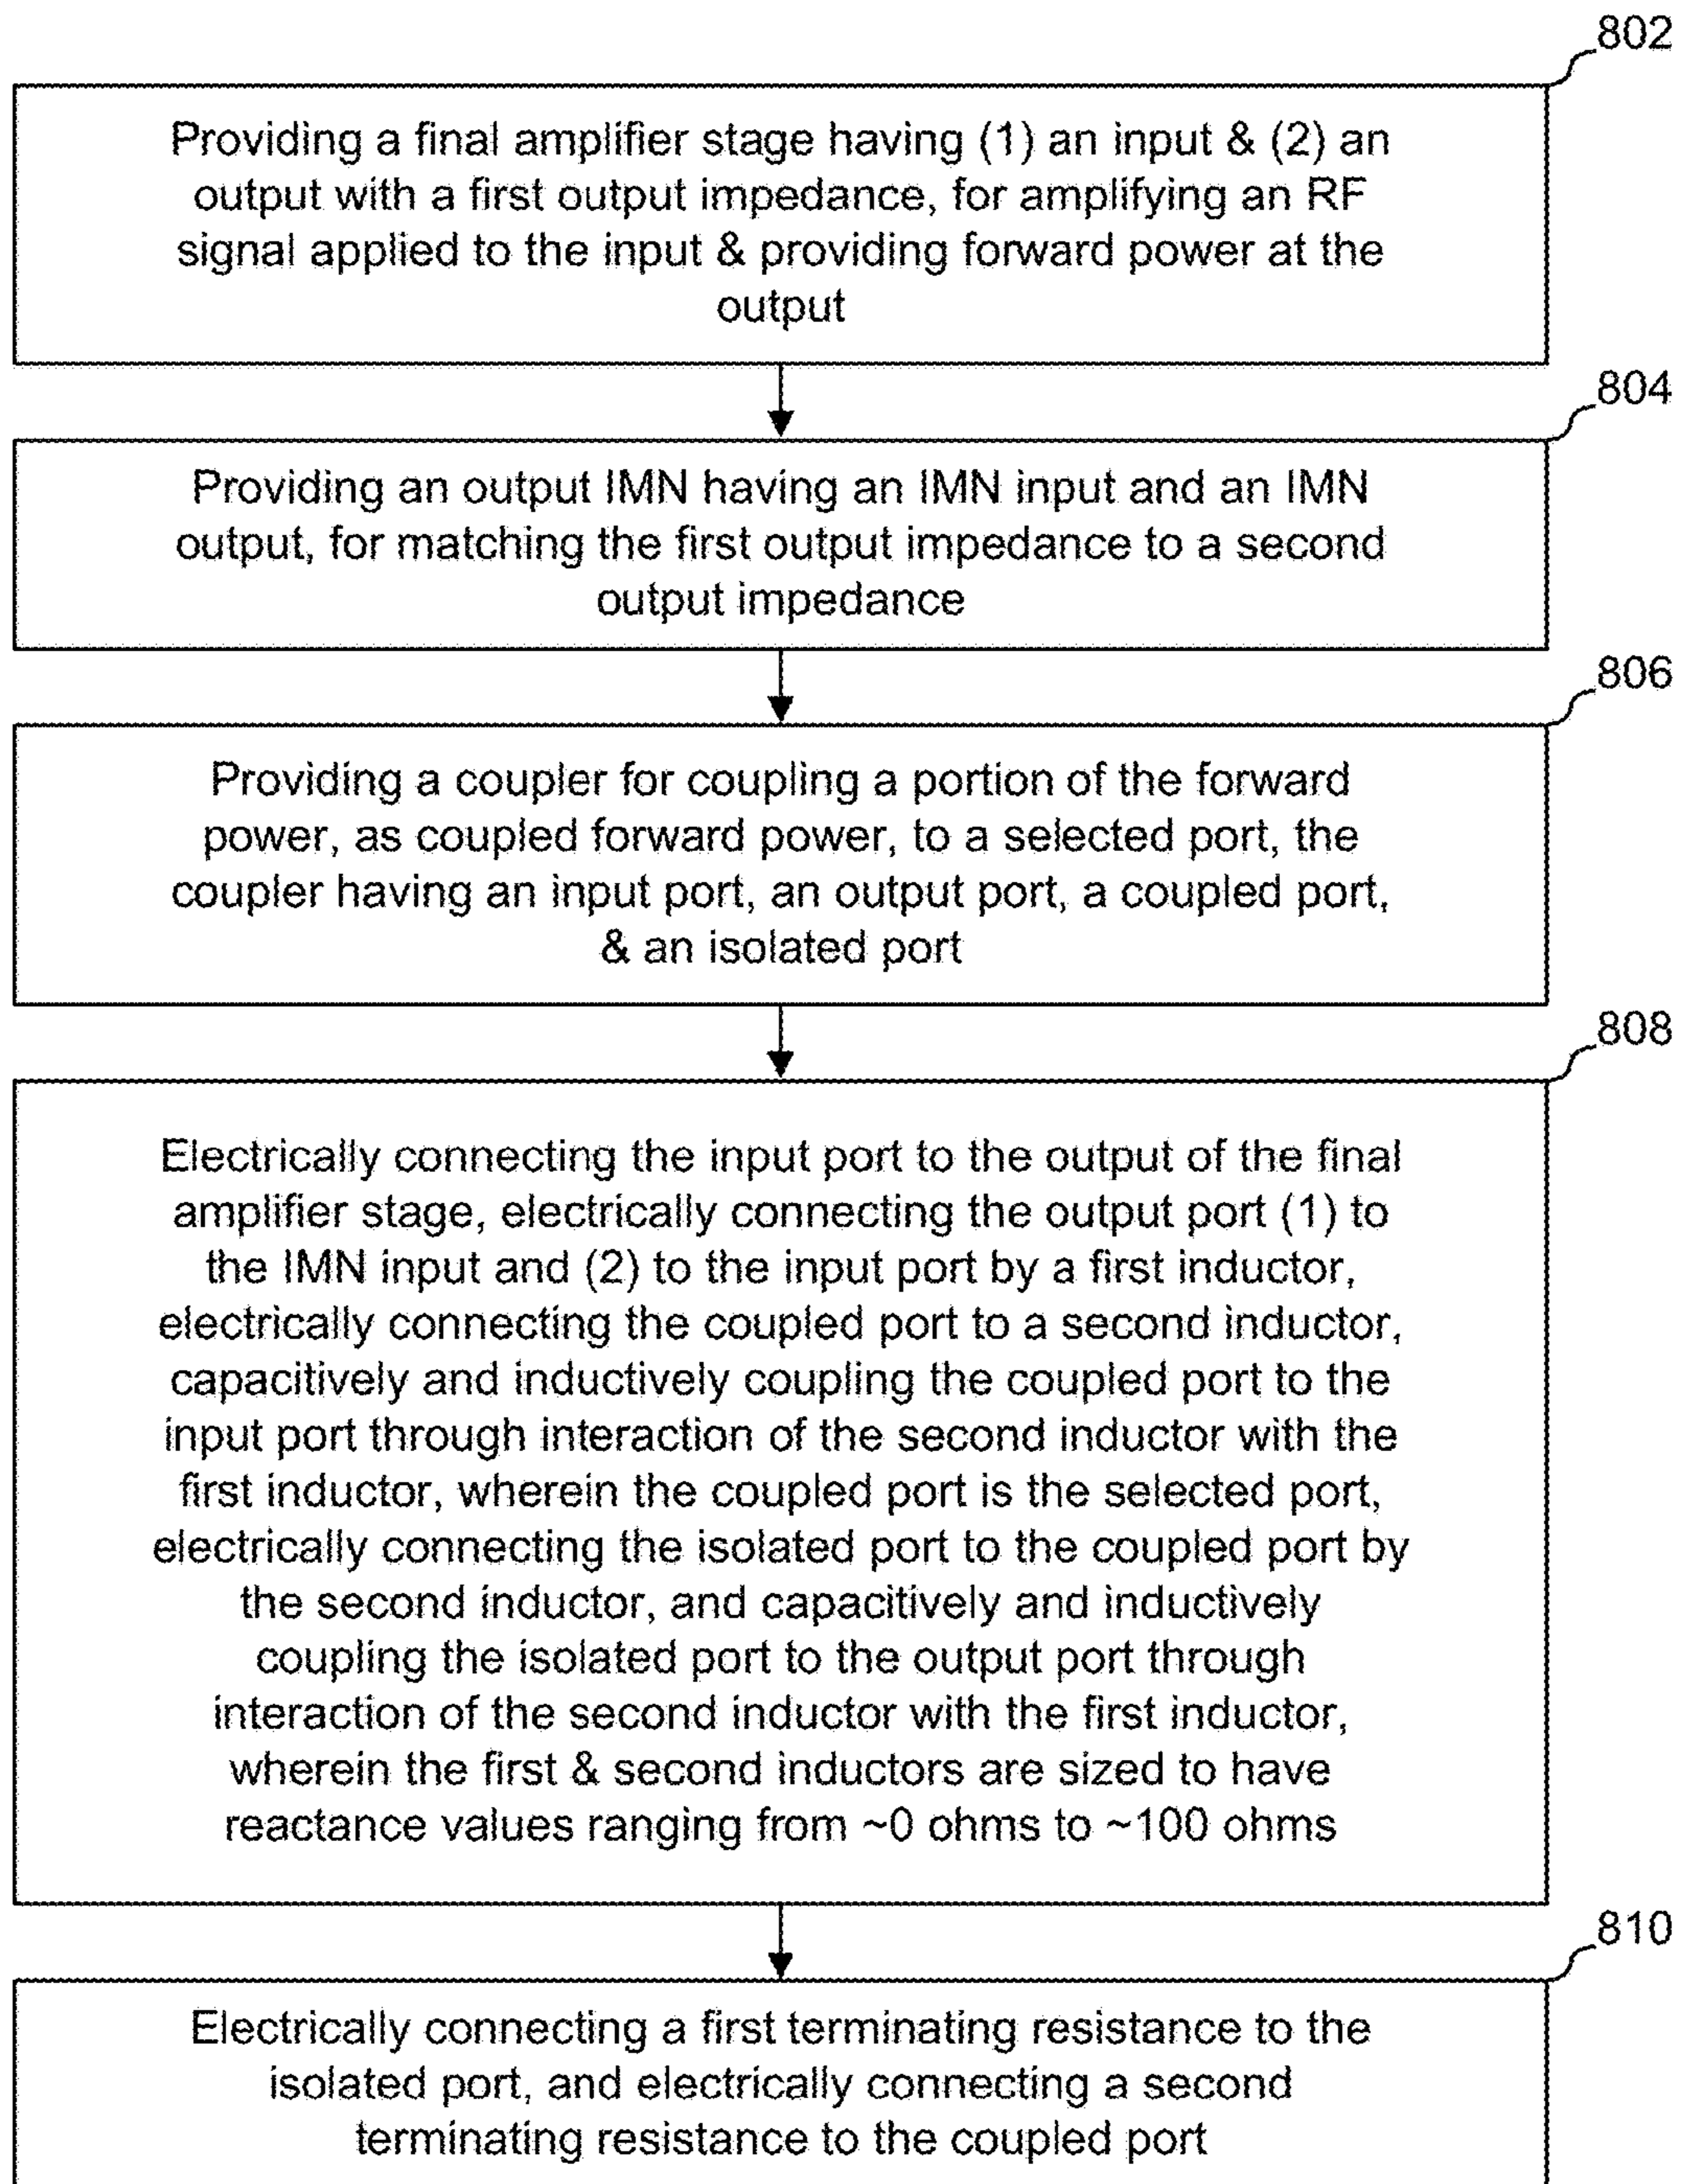 802
Providing a final amplifier stage having (1) an input & (2) an
output with a first output impedance, for amplifying an RF
signal applied to the input & providing forward power at the
output
804
Providing an output IMN having an IMN input and an IMN
output, for matching the first output impedance to a second
output impedance
806
Providing a coupler for coupling a portion of the forward
power, as coupled forward power, to a selected port, the
coupler having an input port, an output port, a coupled port,
& an isolated port
808
Electrically connecting the input port to the output of the final
amplifier stage, electrically connecting the output port (1) to
the IMN input and (2) to the input port by a first inductor,
electrically connecting the coupled port to a second inductor,
capacitively and inductively coupling the coupled port to the
input port through interaction of the second inductor with the
first inductor, wherein the coupled port is the selected port,
electrically connecting the isolated port to the coupled port by
the second inductor, and capacitively and inductively
coupling the isolated port to the output port through
interaction of the second inductor with the first inductor,
wherein the first & second inductors are sized to have
reactance values ranging from ~0 ohms to ~100 ohms
810
Electrically connecting a first terminating resistance to the
isolated port, and electrically connecting a second
terminating resistance to the coupled port